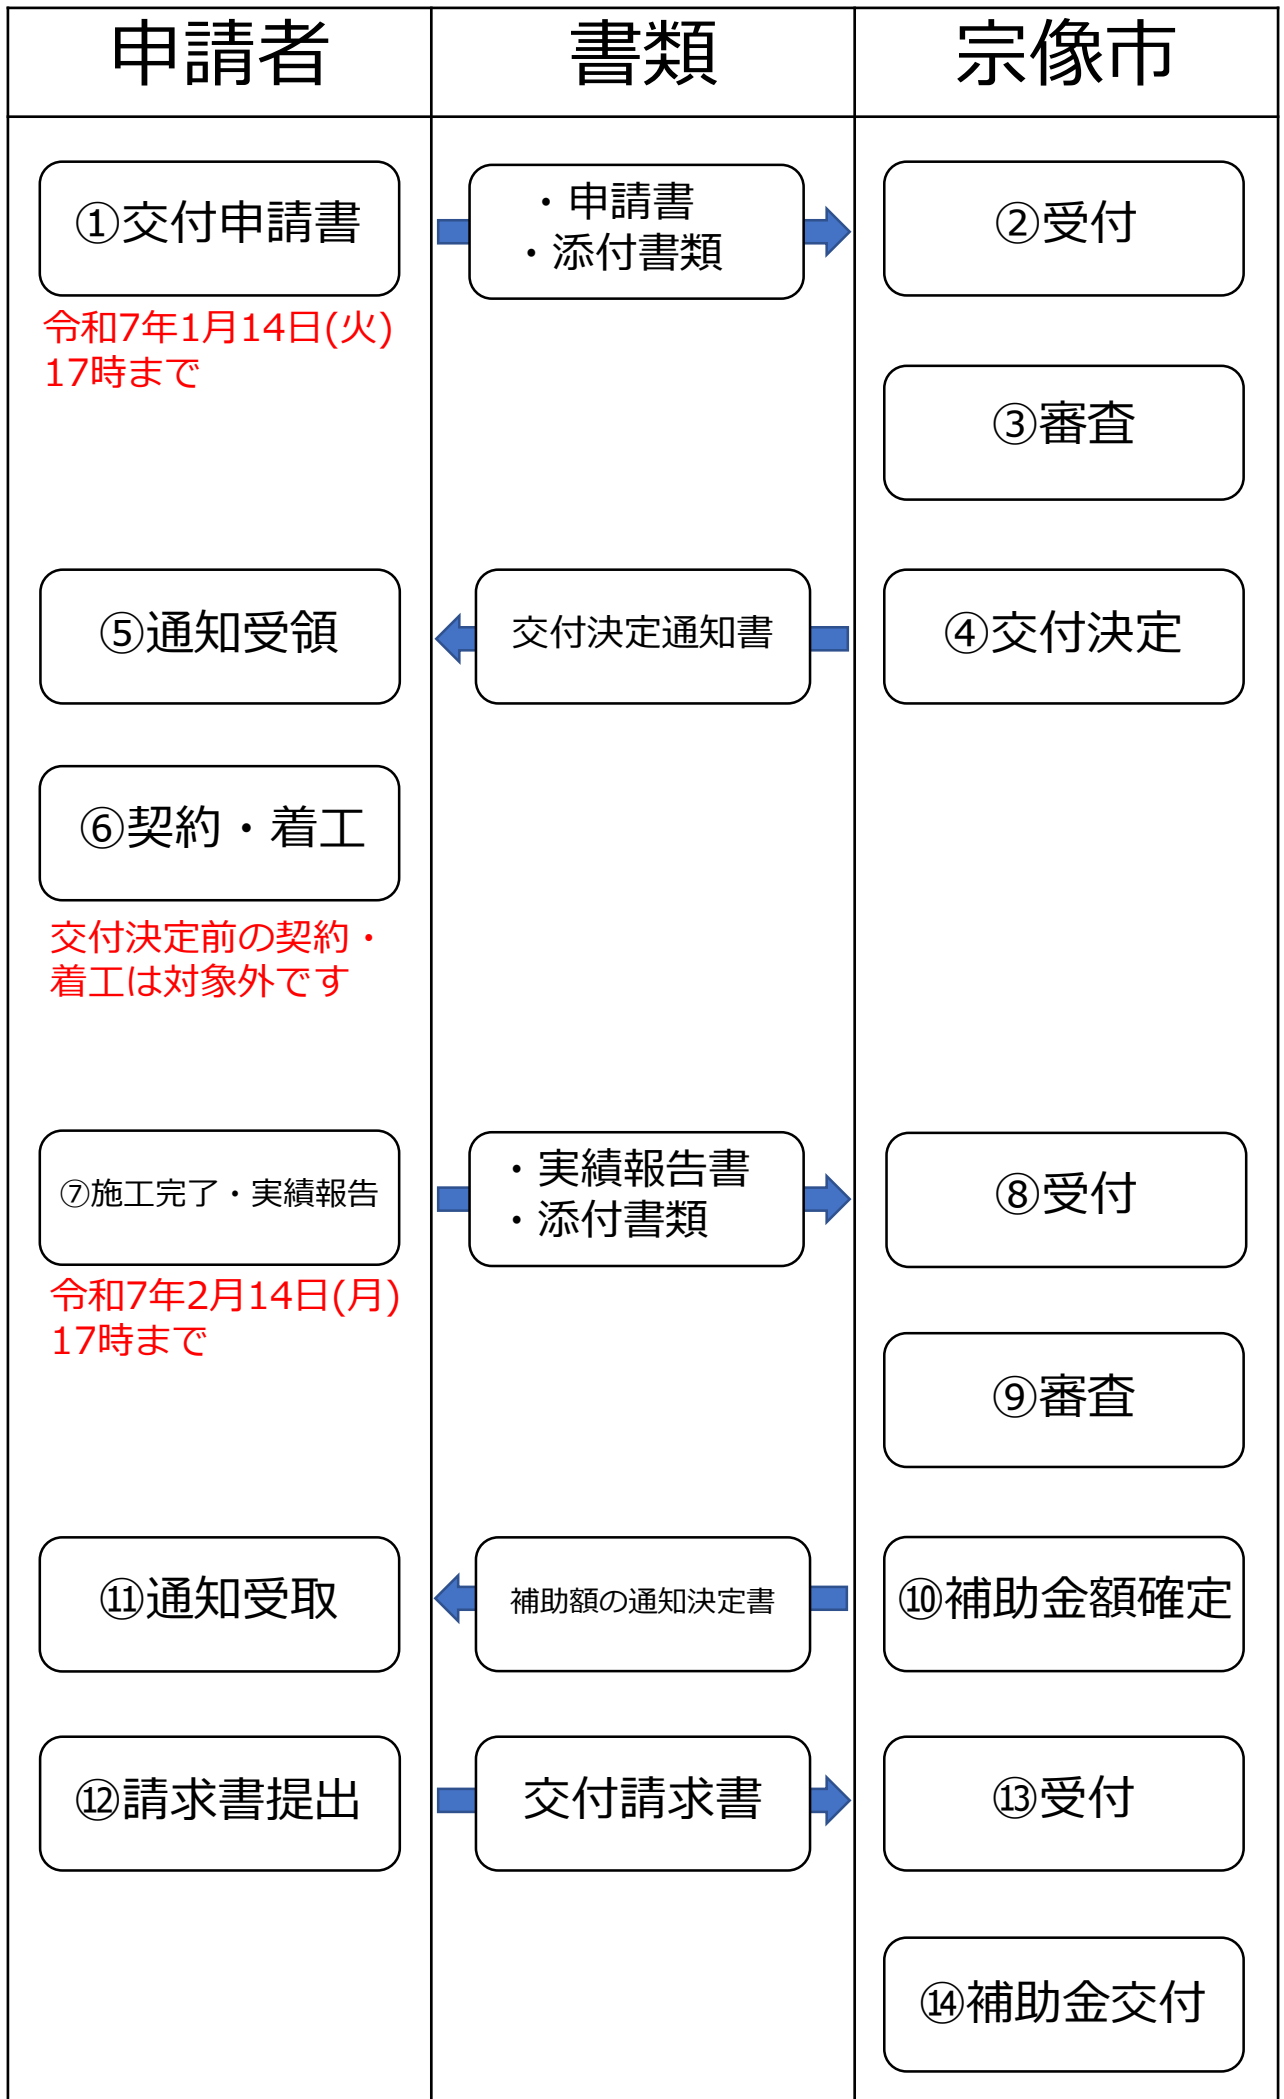 申請者
書類
宗像市
①交付申請書
・申請書
・添付書類
②受付
令和7年1月14日(火)
17時まで
③審査
⑤通知受領
交付決定通知書
④交付決定
⑥契約・着工
交付決定前の契約・
着工は対象外です
⑦施工完了・実績報告
・実績報告書
・添付書類
⑧受付
令和7年2月14日(月)
17時まで
⑨審査
⑪通知受取
補助額の通知決定書
⑩補助金額確定
⑫請求書提出
交付請求書
⑬受付
⑭補助金交付